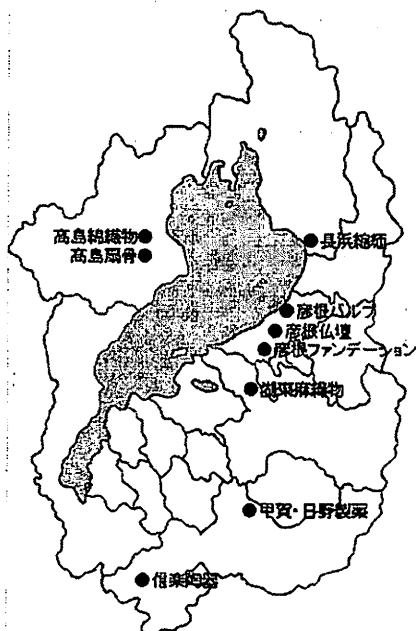 高島綿織物
高島扇骨
長浜縮緬
彦根バルブ
彦根仏壇
彦根ファンデーション
湖東麻織物
甲賀・日野製薬
信楽陶器